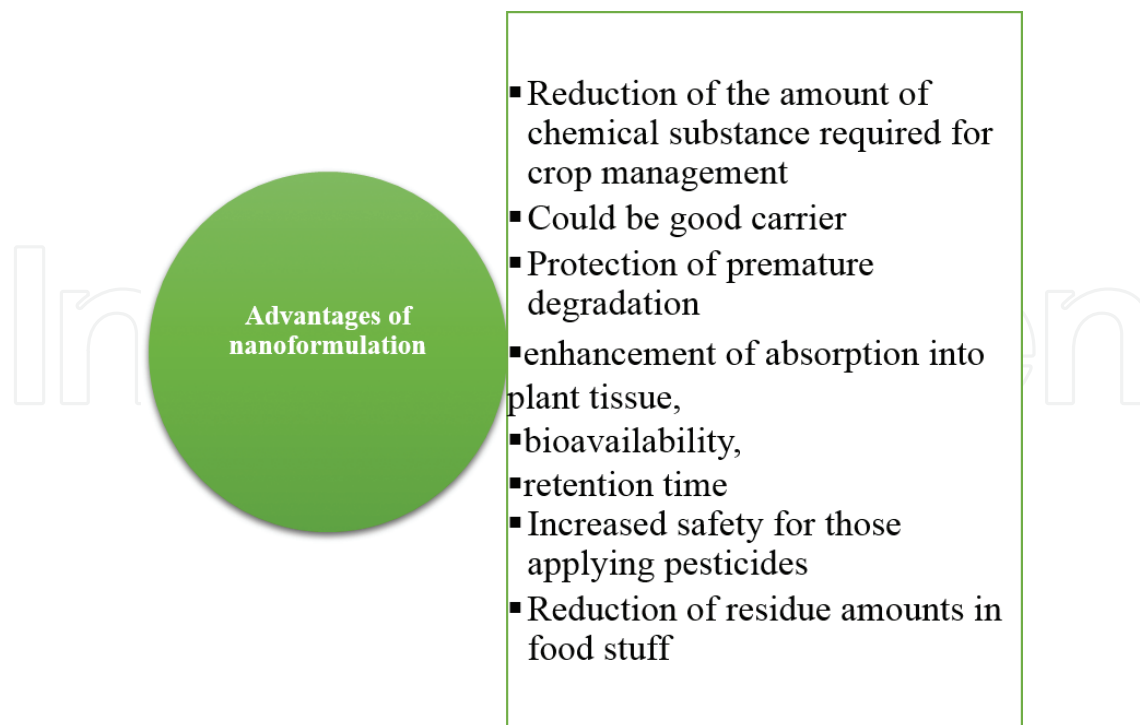 Advantages of
nanoformulation
▪Reduction of the amount of
chemical substance required for
crop management
▪Could be good carrier
▪Protection of premature
degradation
▪enhancement of absorption into
plant tissue,
▪bioavailability,
▪retention time
▪Increased safety for those
applying pesticides
▪Reduction of residue amounts in
food stuff